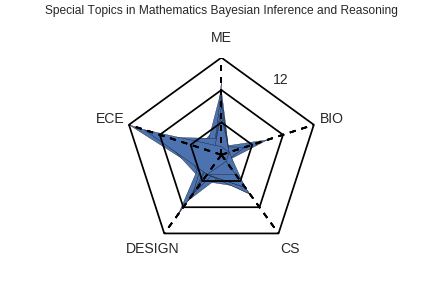 Special Topics in Mathematics Bayesian Inference and Reasoning
ME
12
ECE
BIO
DESIGN
CS